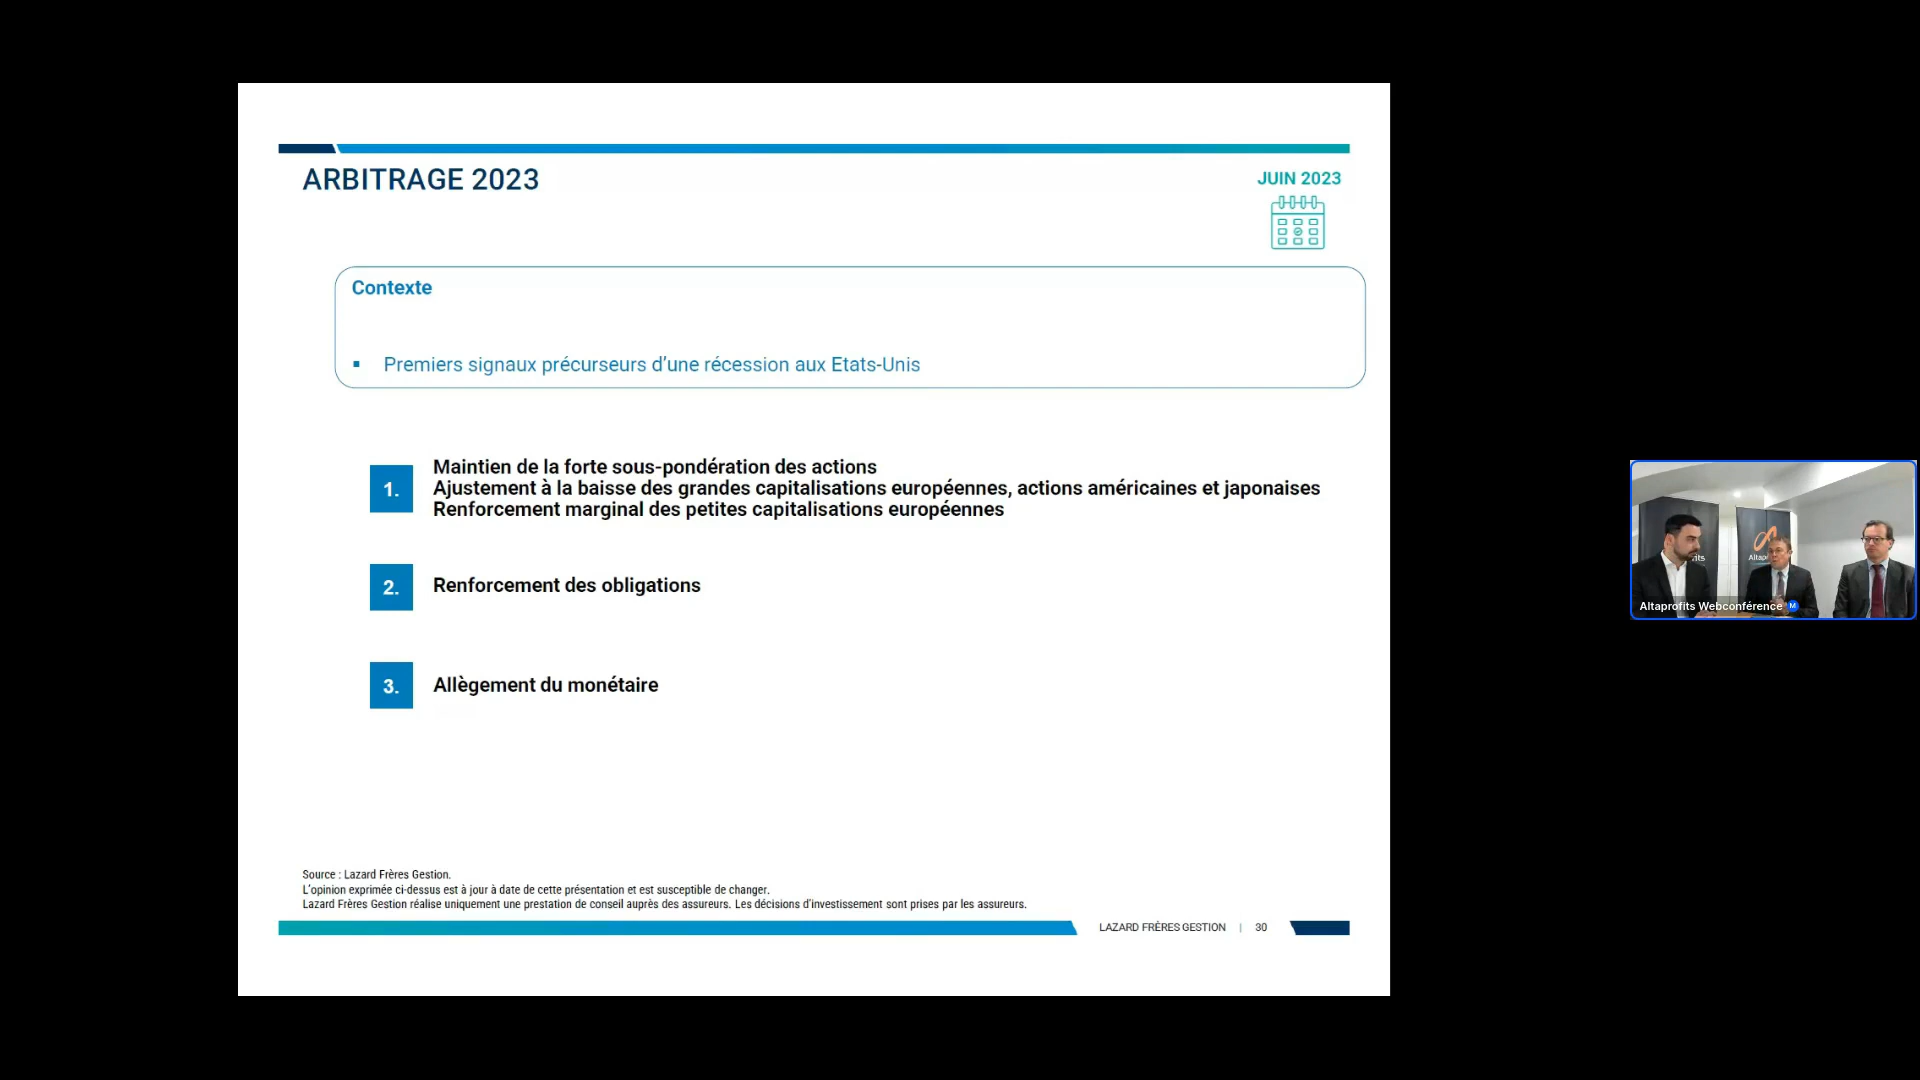 ARBITRAGE 2023
JUIN 2023
Contexte
▪ Premiers signaux précurseurs d’une récession aux Etats-Unis
1.
Maintien de la forte sous-pondération des actions
Ajustement à la baisse des grandes capitalisations européennes, actions américaines et japonaises
Renforcement marginal des petites capitalisations européennes
2.
Renforcement des obligations
3.
Allègement du monétaire
Source : Lazard Frères Gestion.
L’opinion exprimée ci-dessus est à jour à date de cette présentation et est susceptible de changer.
Lazard Frères Gestion réalise uniquement une prestation de conseil auprès des assureurs. Les décisions d’investissement sont prises par les assureurs.
LAZARD FRÈRES GESTION | 30
Altaprofits Webconférence